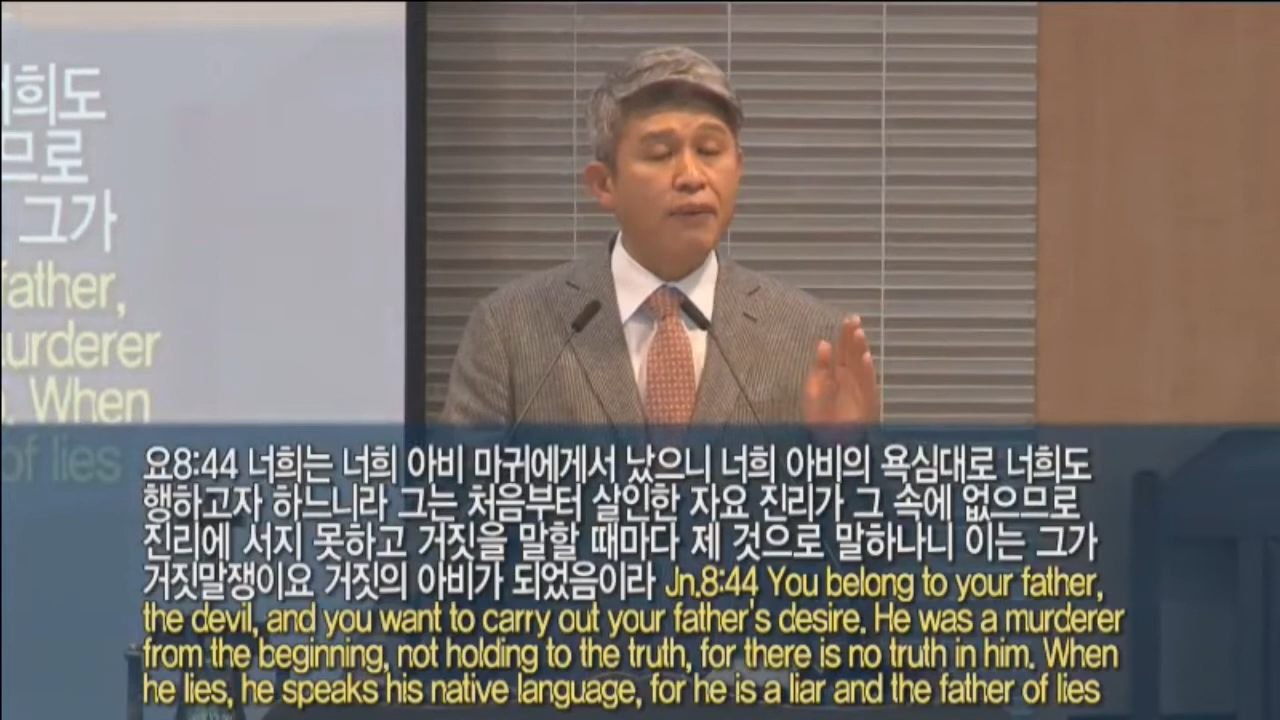 희도
므로
그가
father,
urderer
When
of lies
요8:44 너희는 너희 아비 마귀에게서 났으니 너희 아비의 욕심대로 너희도
행하고자 하느니라 그는 처음부터 살인한 자요 진리가 그 속에 없으므로
진리에 서지 못하고 거짓을 말할 때마다 제 것으로 말하나니 이는 그가
거짓말쟁이요 거짓의 아비가 되었음이라 Jn.8:44 You belong to your father,
the devil, and you want to carry out your father's desire. He was a murderer
from the beginning, not holding to the truth, for there is no truth in him. When
he lies, he speaks his native language, for he is a liar and the father of lies